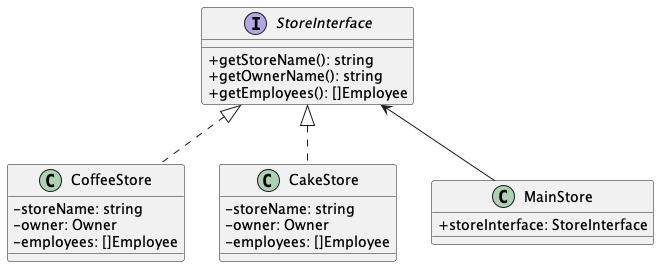 I StoreInterface
+getStoreName(): string
+getOwnerName(): string
+getEmployees(): []Employee
C CoffeeStore
-storeName: string
-owner: Owner
-employees: []Employee
C CakeStore
-storeName: string
-owner: Owner
-employees: []Employee
C MainStore
+storeInterface: StoreInterface